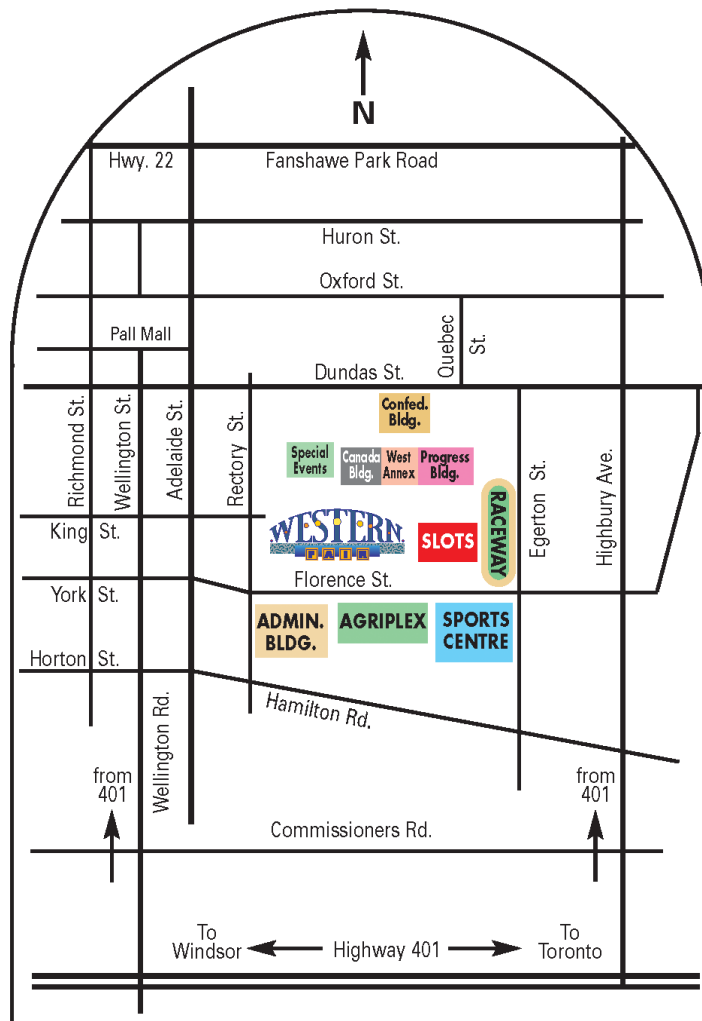 N
Hwy. 22
Fanshawe Park Road
Huron St.
Oxford St.
Pall Mall
Quebec St.
Dundas St.
Richmond St.
Wellington St.
Adelaide St.
Rectory St.
Confed.
Bldg.
Special
Events
Canada
Bldg.
West
Annex
Progress
Bldg.
Egerton St.
Highbury Ave.
King St.
WESTERN
FAIR
SLOTS
RACEWAY
York St.
Florence St.
ADMIN.
BLDG.
AGRIPLEX
SPORTS
CENTRE
Horton St.
Hamilton Rd.
Wellington Rd.
from
401
from
401
Commissioners Rd.
To
Windsor
Highway 401
To
Toronto